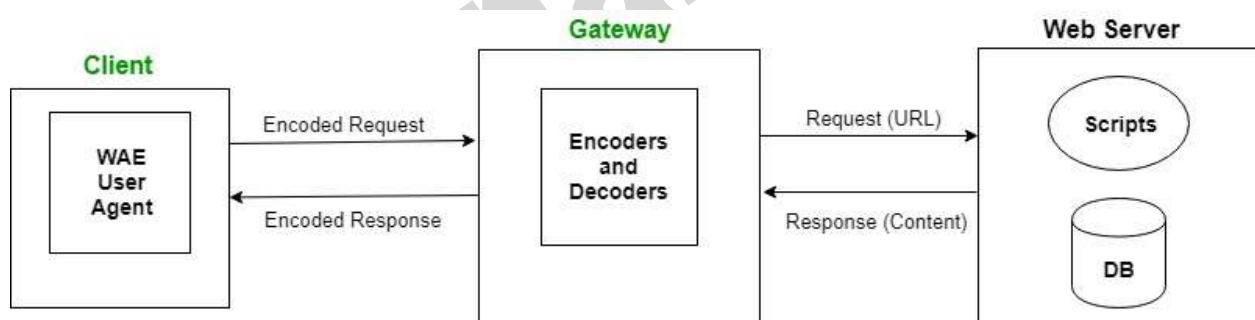 Client
Gateway
Web Server
WAE
User
Agent
Encoded Request
Encoded Response
Encoders
and
Decoders
Request (URL)
Response (Content)
Scripts
DB